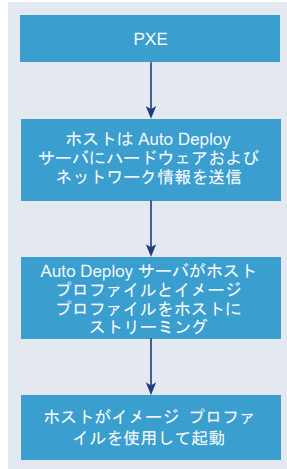 PXE
ホストは Auto Deploy
サーバにハードウェアおよび
ネットワーク情報を送信
Auto Deploy サーバがホスト
プロファイルとイメージ
プロファイルをホストに
ストリーミング
ホストがイメージ プロファ
イルを使用して起動